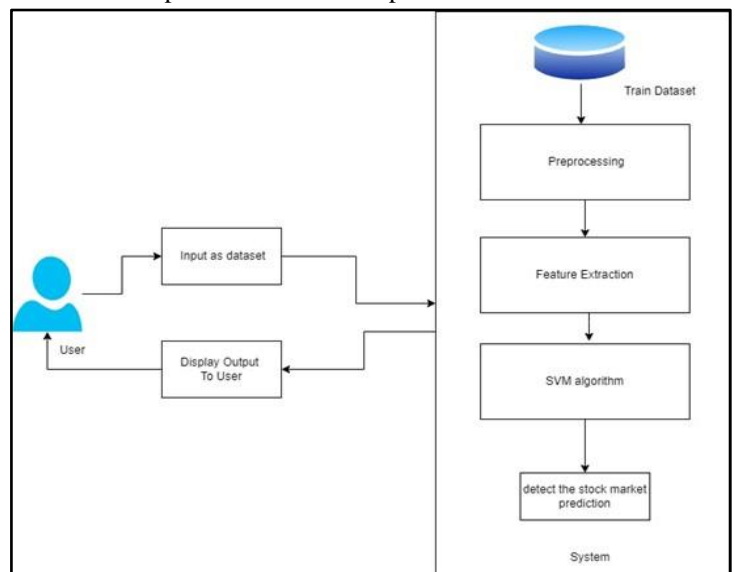 Train Dataset
Preprocessing
Input as dataset
Feature Extraction
User
Display Output
To User
SVM algorithm
detect the stock market
prediction
System